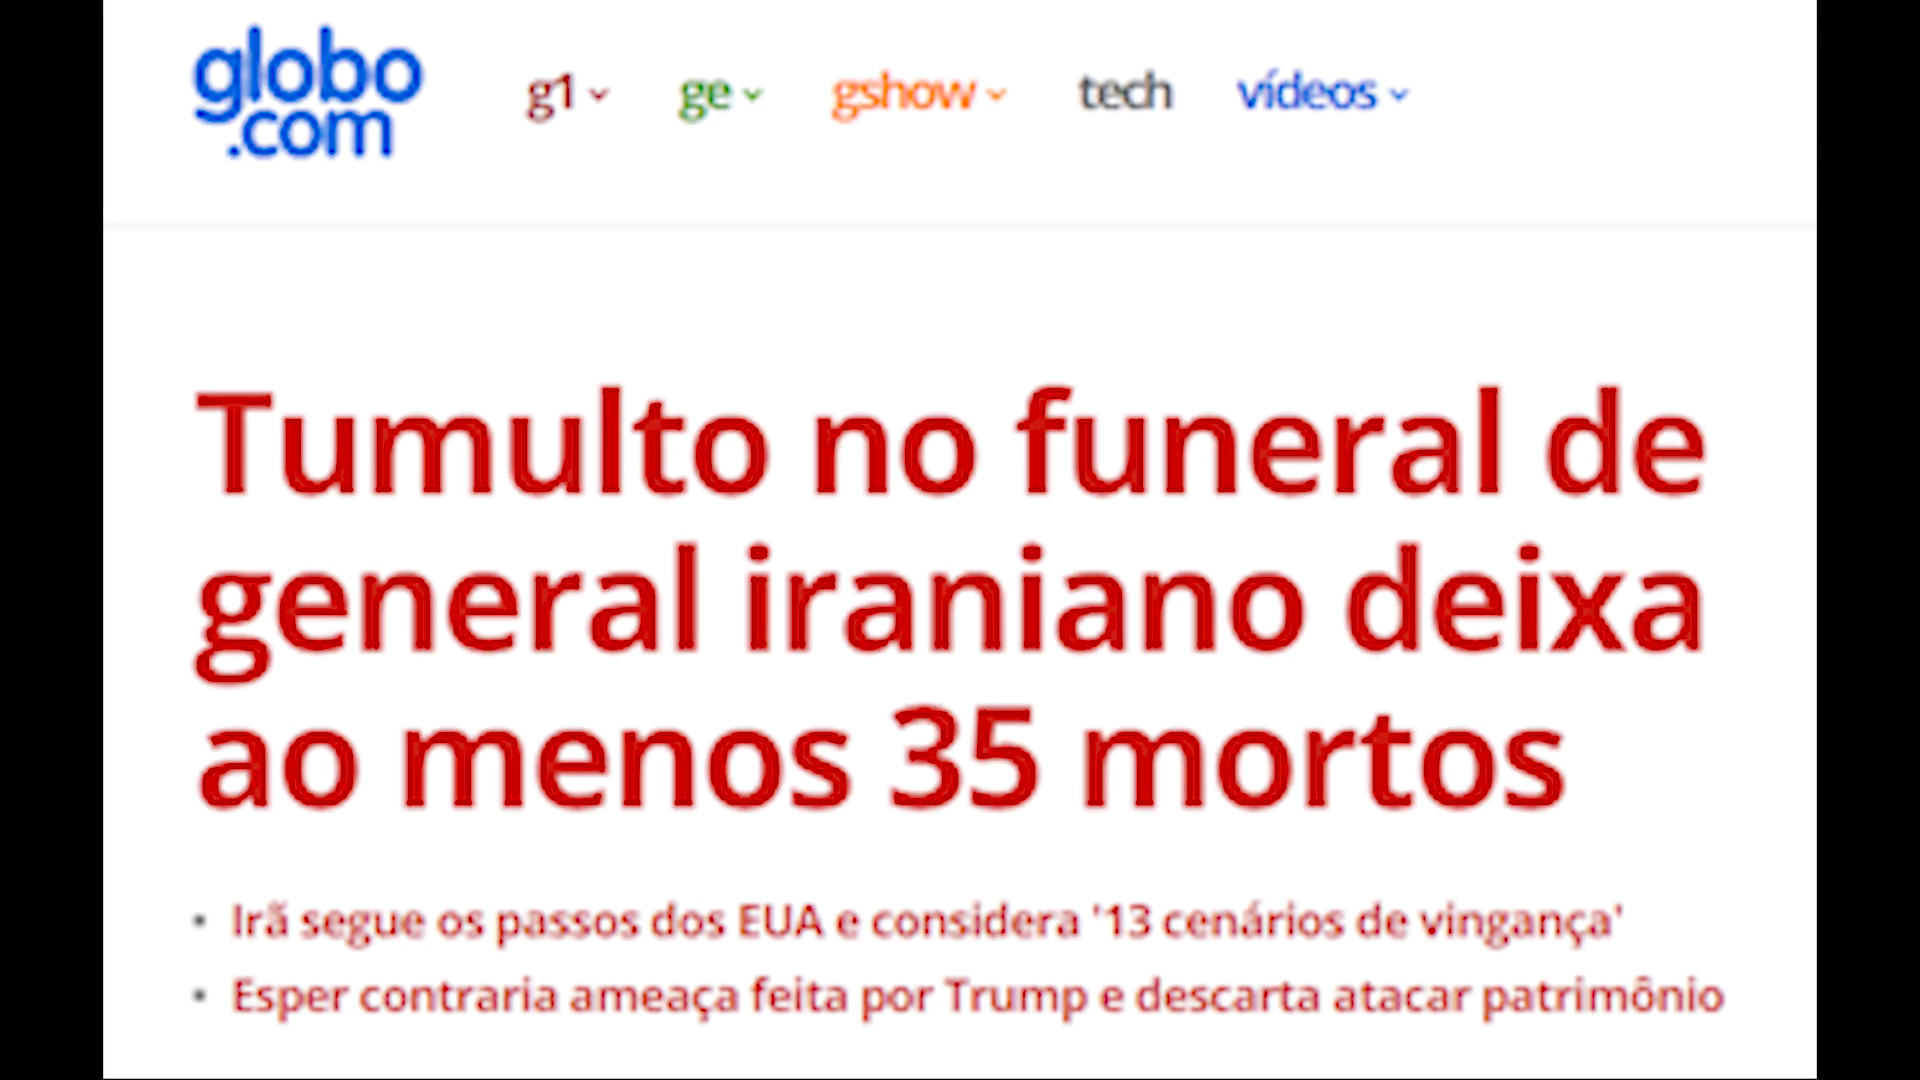 globo
.com
g1 ge gshow tech vídeos
Tumulto no funeral de
general iraniano deixa
ao menos 35 mortos
• Irã segue os passos dos EUA e considera '13 cenários de vingança'
• Esper contraria ameaça feita por Trump e descarta atacar patrimônio